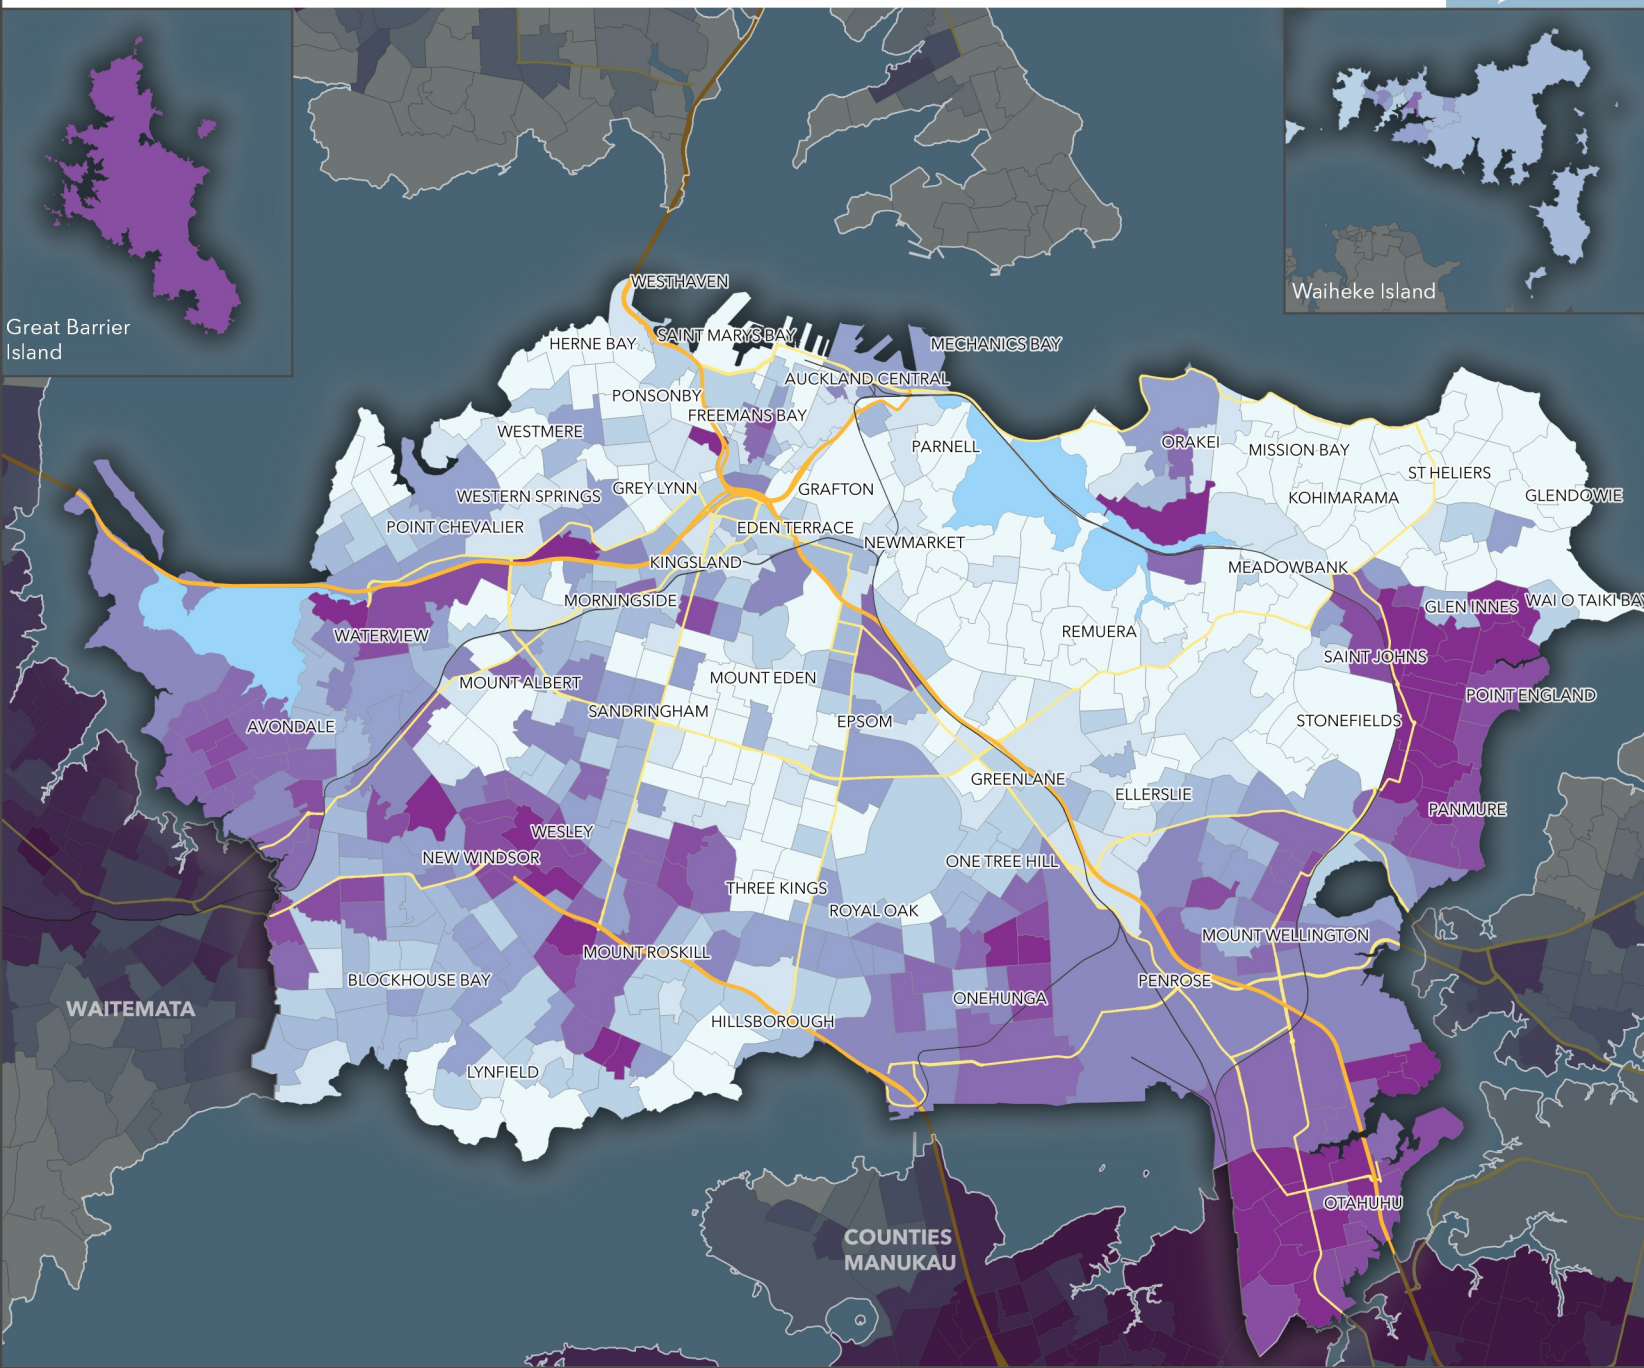 Great Barrier
Island
Waiheke Island
WESTHAVEN
SAINT MARYS BAY
HERNE BAY
MECHANICS BAY
AUCKLAND CENTRAL
PONSONBY
FREEMANS BAY
WESTMERE
PARNELL
ORAKEI
MISSION BAY
ST HELIERS
WESTERN SPRINGS
GREY LYNN
GRAFTON
KOHIMARAMA
GLENDOWIE
POINT CHEVALIER
EDEN TERRACE
NEWMARKET
KINGSLAND
MEADOWBANK
MORNINGSIDE
GLEN INNES
WAI O TAIKI BAY
WATERVIEW
REMUERA
SAINT JOHNS
MOUNT ALBERT
MOUNT EDEN
POINT ENGLAND
SANDRINGHAM
EPSOM
STONEFIELDS
AVONDALE
GREENLANE
ELLERSLIE
PANMURE
WESLEY
NEW WINDSOR
ONE TREE HILL
THREE KINGS
ROYAL OAK
MOUNT WELLINGTON
MOUNT ROSKILL
BLOCKHOUSE BAY
PENROSE
ONEHUNGA
WAITEMATA
HILLSBOROUGH
LYNFIELD
OTAHUHU
COUNTIES
MANUKAU